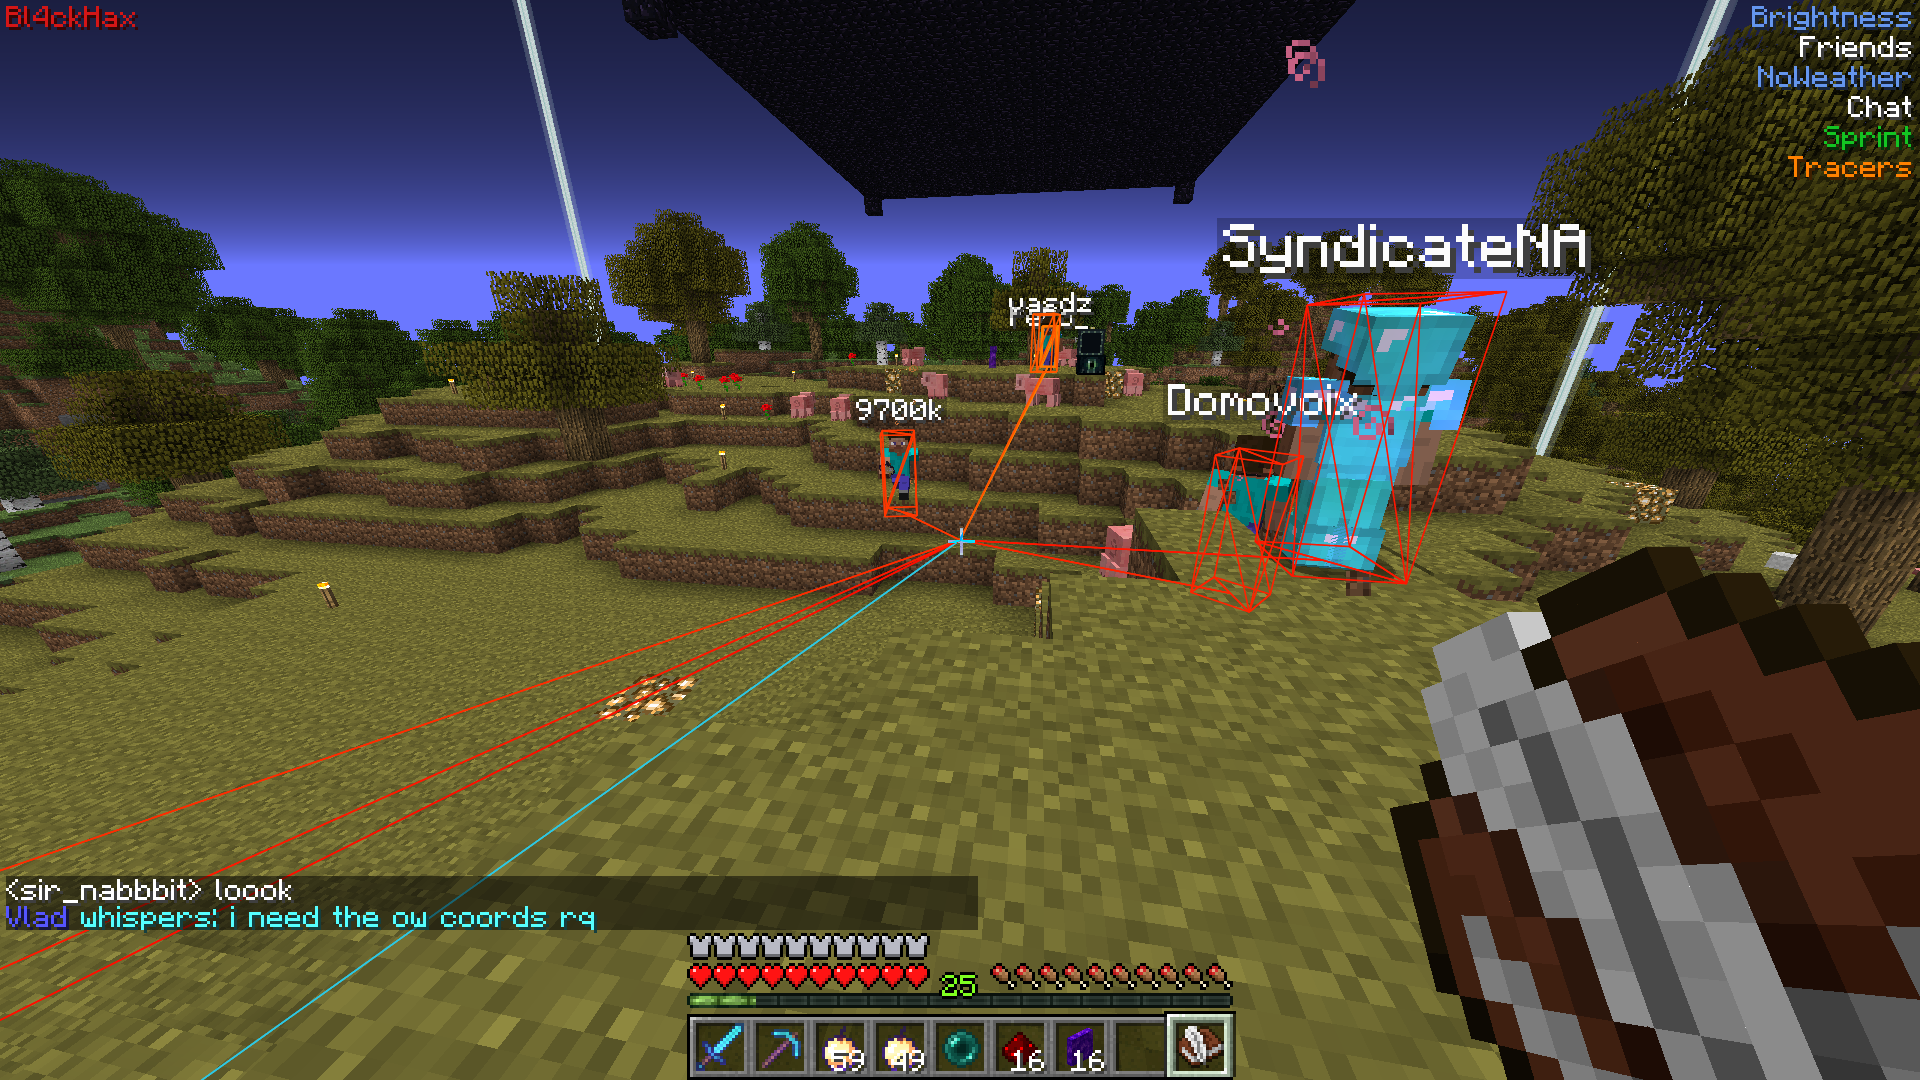 Bl4ckHax
Brightness
Friends
NoWeather
Chat
Sprint
Tracers
SyndicateNA
yasdz
Domovoix
9700k
<sir_nabbbit> loook
Vlad whispers: i need the ow coords rq
25
59
49
16
16